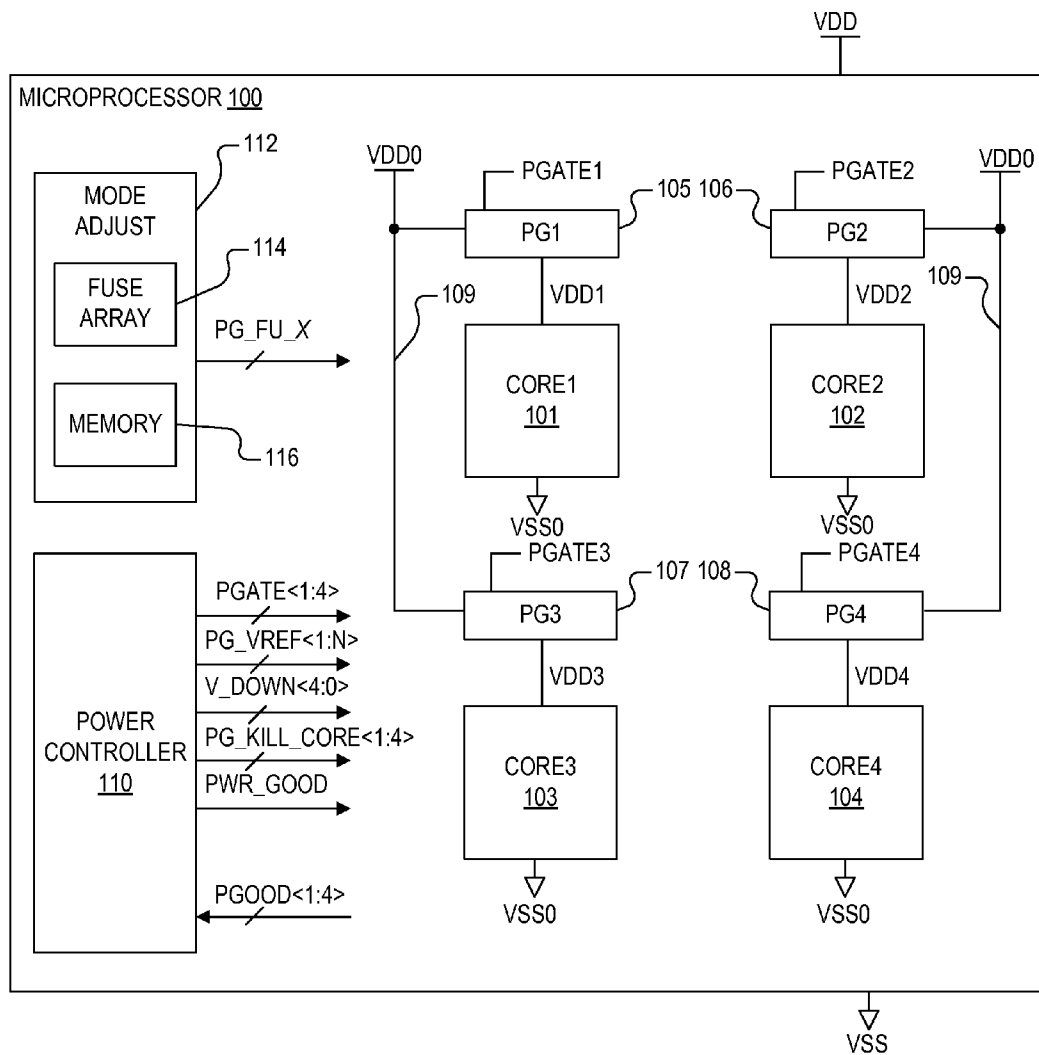 VDD
MICROPROCESSOR 100
112
VDD0
PGATE1
105
106
PGATE2
VDD0
MODE
ADJUST
PG1
PG2
114
109
VDD1
VDD2
109
FUSE
ARRAY
PG_FU_X
CORE1
101
CORE2
102
MEMORY
116
VSS0
VSS0
PGATE3
107
108
PGATE4
PGATE<1:4>
PG3
PG4
PG_VREF<1:N>
VDD3
VDD4
V_DOWN<4:0>
POWER
CONTROLLER
110
PG_KILL_CORE<1:4>
PWR_GOOD
CORE3
103
CORE4
104
PGOOD<1:4>
VSS0
VSS0
VSS